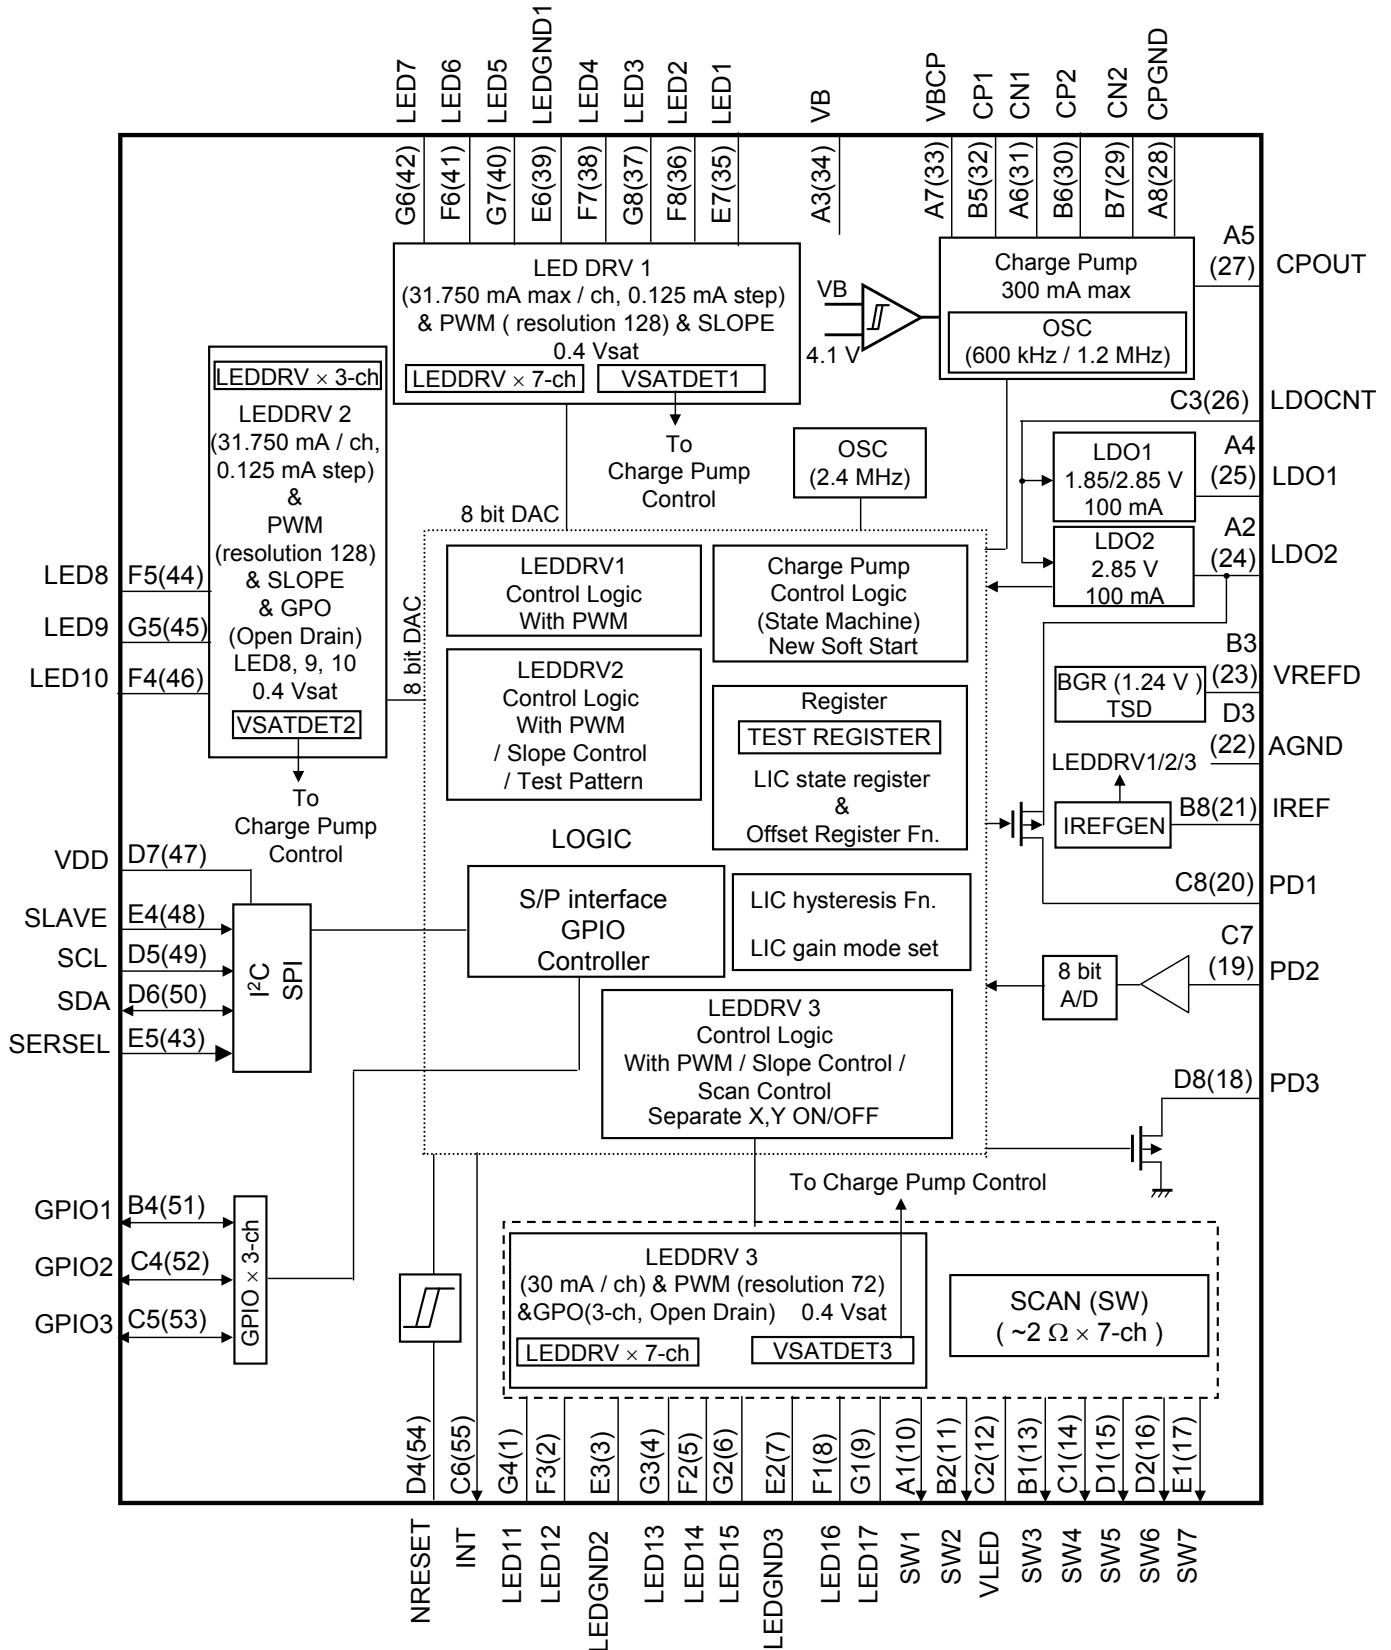 LED7
LED6
LED5
LEDGND1
LED4
LED3
LED2
LED1
VB
VBCP
CP1
CN1
CP2
CN2
CPGND
G6(42)
F6(41)
G7(40)
E6(39)
F7(38)
G8(37)
F8(36)
E7(35)
A3(34)
A7(33)
B5(32)
A6(31)
B6(30)
B7(29)
A8(28)
LED DRV 1
(31.750 mA max / ch, 0.125 mA step)
& PWM ( resolution 128) & SLOPE
0.4 Vsat
LEDDRV × 7-ch
VSATDET1
To
Charge Pump
Control
VB
4.1 V
Charge Pump
300 mA max
OSC
(600 kHz / 1.2 MHz)
A5
(27)
CPOUT
C3(26)
LDOCNT
LDO1
1.85/2.85 V
100 mA
A4
(25)
LDO1
LDO2
2.85 V
100 mA
A2
(24)
LDO2
LEDDRV × 3-ch
LEDDRV 2
(31.750 mA / ch,
0.125 mA step)
&
PWM
(resolution 128)
& SLOPE
& GPO
(Open Drain)
LED8, 9, 10
0.4 Vsat
VSATDET2
To
Charge Pump
Control
LED8
F5(44)
LED9
G5(45)
LED10
F4(46)
8 bit DAC
8 bit DAC
OSC
(2.4 MHz)
LEDDRV1
Control Logic
With PWM
Charge Pump
Control Logic
(State Machine)
New Soft Start
LEDDRV2
Control Logic
With PWM
/ Slope Control
/ Test Pattern
Register
TEST REGISTER
LIC state register
&
Offset Register Fn.
LOGIC
S/P interface
GPIO
Controller
LIC hysteresis Fn.
LIC gain mode set
LEDDRV 3
Control Logic
With PWM / Slope Control /
Scan Control
Separate X,Y ON/OFF
B3
(23)
VREFD
BGR (1.24 V )
TSD
D3
(22)
AGND
LEDDRV1/2/3
IREFGEN
B8(21)
IREF
C8(20)
PD1
C7
(19)
PD2
8 bit
A/D
D8(18)
PD3
VDD
D7(47)
SLAVE
E4(48)
SCL
D5(49)
SDA
D6(50)
SERSEL
E5(43)
I²C
SPI
GPIO1
B4(51)
GPIO2
C4(52)
GPIO3
C5(53)
GPIO × 3-ch
To Charge Pump Control
LEDDRV 3
(30 mA / ch) & PWM (resolution 72)
&GPO(3-ch, Open Drain) 0.4 Vsat
LEDDRV × 7-ch
VSATDET3
SCAN (SW)
( ~2 Ω × 7-ch )
D4(54)
C6(55)
G4(1)
F3(2)
E3(3)
G3(4)
F2(5)
G2(6)
E2(7)
F1(8)
G1(9)
A1(10)
B2(11)
C2(12)
B1(13)
C1(14)
D1(15)
D2(16)
E1(17)
NRESET
INT
LED11
LED12
LEDGND2
LED13
LED14
LED15
LEDGND3
LED16
LED17
SW1
SW2
VLED
SW3
SW4
SW5
SW6
SW7